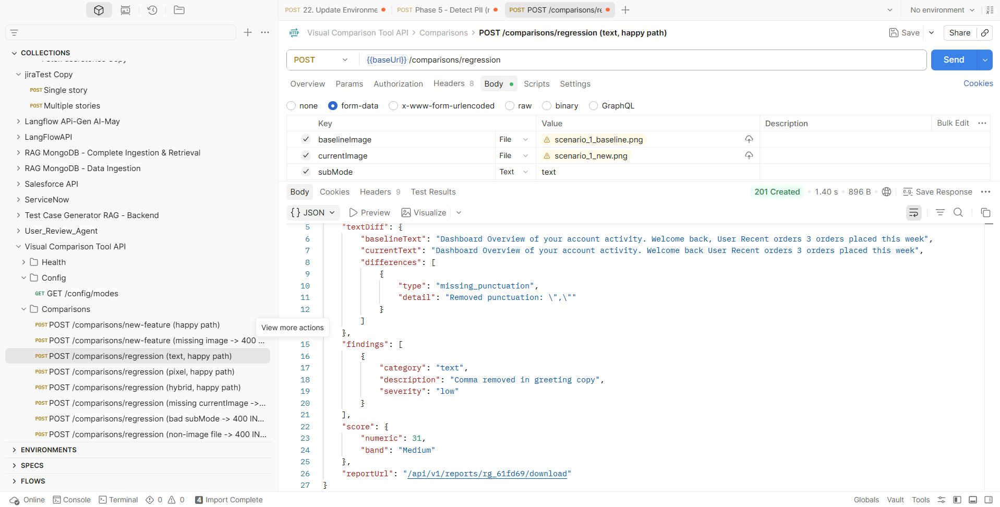 POST 22. Update Environme
POST Phase 5 - Detect PII (r
POST POST /comparisons/re
No environment
COLLECTIONS
jiraTest Copy
POST Single story
POST Multiple stories
Langflow APi-Gen AI-May
LangFlowAPI
RAG MongoDB - Complete Ingestion & Retrieval
RAG MongoDB - Data Ingestion
Salesforce API
ServiceNow
Test Case Generator RAG - Backend
User_Review_Agent
Visual Comparison Tool API
Health
Config
GET GET /config/modes
Comparisons
POST POST /comparisons/new-feature (happy path)
POST POST /comparisons/new-feature (missing image -> 400 ...
POST POST /comparisons/regression (text, happy path)
POST POST /comparisons/regression (pixel, happy path)
POST POST /comparisons/regression (hybrid, happy path)
POST POST /comparisons/regression (missing currentImage ->...
POST POST /comparisons/regression (bad subMode -> 400 IN...
POST POST /comparisons/regression (non-image file -> 400 IN...
ENVIRONMENTS
SPECS
FLOWS
View more actions
HTTP Visual Comparison Tool API > Comparisons > POST /comparisons/regression (text, happy path)
Save
Share
POST {{baseUrl}} /comparisons/regression
Send
Overview Params Authorization Headers 8 Body Scripts Settings
Cookies
none form-data x-www-form-urlencoded raw binary GraphQL
Key Value Description Bulk Edit
baselineImage File scenario_1_baseline.png
currentImage File scenario_1_new.png
subMode Text text
Body Cookies Headers 9 Test Results
201 Created 1.40 s 896 B e.g. Save Response
{} JSON Preview Visualize
5 "textDiff": {
6 "baselineText": "Dashboard Overview of your account activity. Welcome back, User Recent orders 3 orders placed this week",
7 "currentText": "Dashboard Overview of your account activity. Welcome back User Recent orders 3 orders placed this week",
8 "differences": [
9 {
10 "type": "missing_punctuation",
11 "detail": "Removed punctuation: \",\""
12 }
]
},
15 "findings": [
16 {
17 "category": "text",
18 "description": "Comma removed in greeting copy",
19 "severity": "low"
20 }
21 ],
22 "score": {
23 "numeric": 31,
24 "band": "Medium"
25 },
26 "reportUrl": "/api/v1/reports/rg_61fd69/download"
27 }
Online Console Terminal 0 0 4 Import Complete
Globals Vault Tools